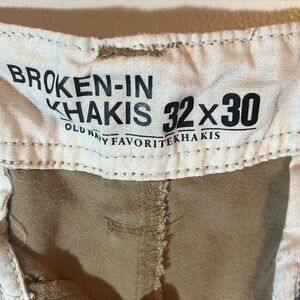 BROKEN-IN
KHAKIS 32x30
OLD NAVY FAVORITE KHAKIS